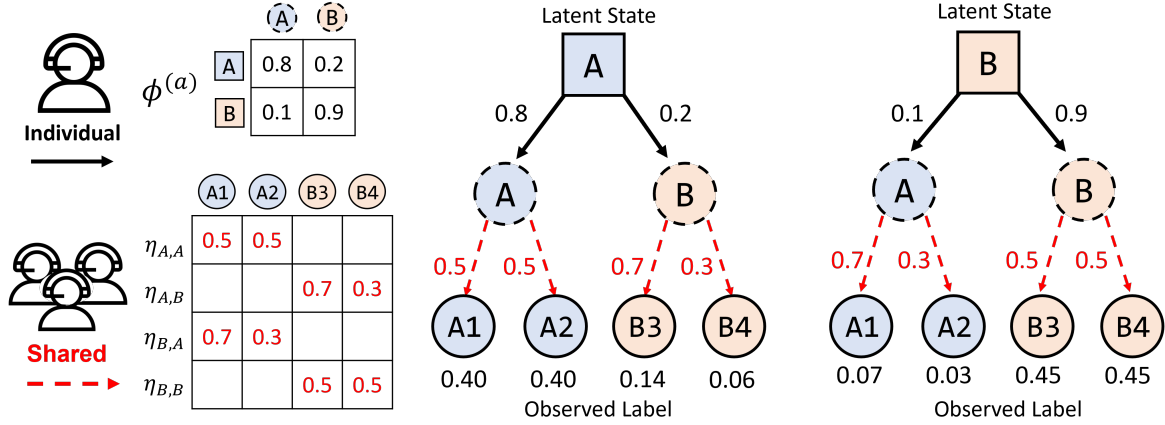 A B
ϕ^(a)
A 0.8 0.2
B 0.1 0.9
Individual
A1 A2 B3 B4
η_A,A 0.5 0.5
η_A,B 0.7 0.3
η_B,A 0.7 0.3
η_B,B 0.5 0.5
Shared
Latent State
A
0.8 0.2
A B
0.5 0.5 0.7 0.3
A1 A2 B3 B4
0.40 0.40 0.14 0.06
Observed Label
Latent State
B
0.1 0.9
A B
0.7 0.3 0.5 0.5
A1 A2 B3 B4
0.07 0.03 0.45 0.45
Observed Label